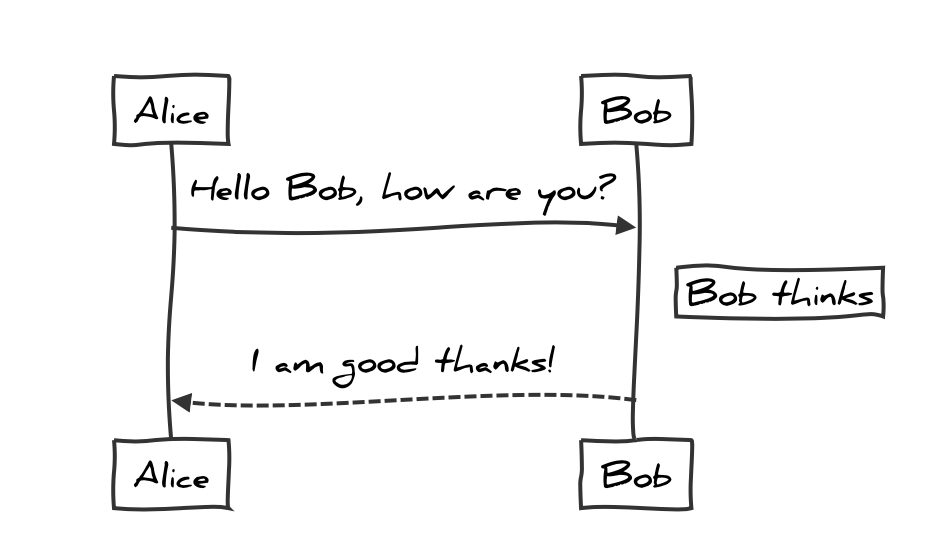 Alice
Bob
Hello Bob, how are you?
Bob thinks
I am good thanks!
Alice
Bob